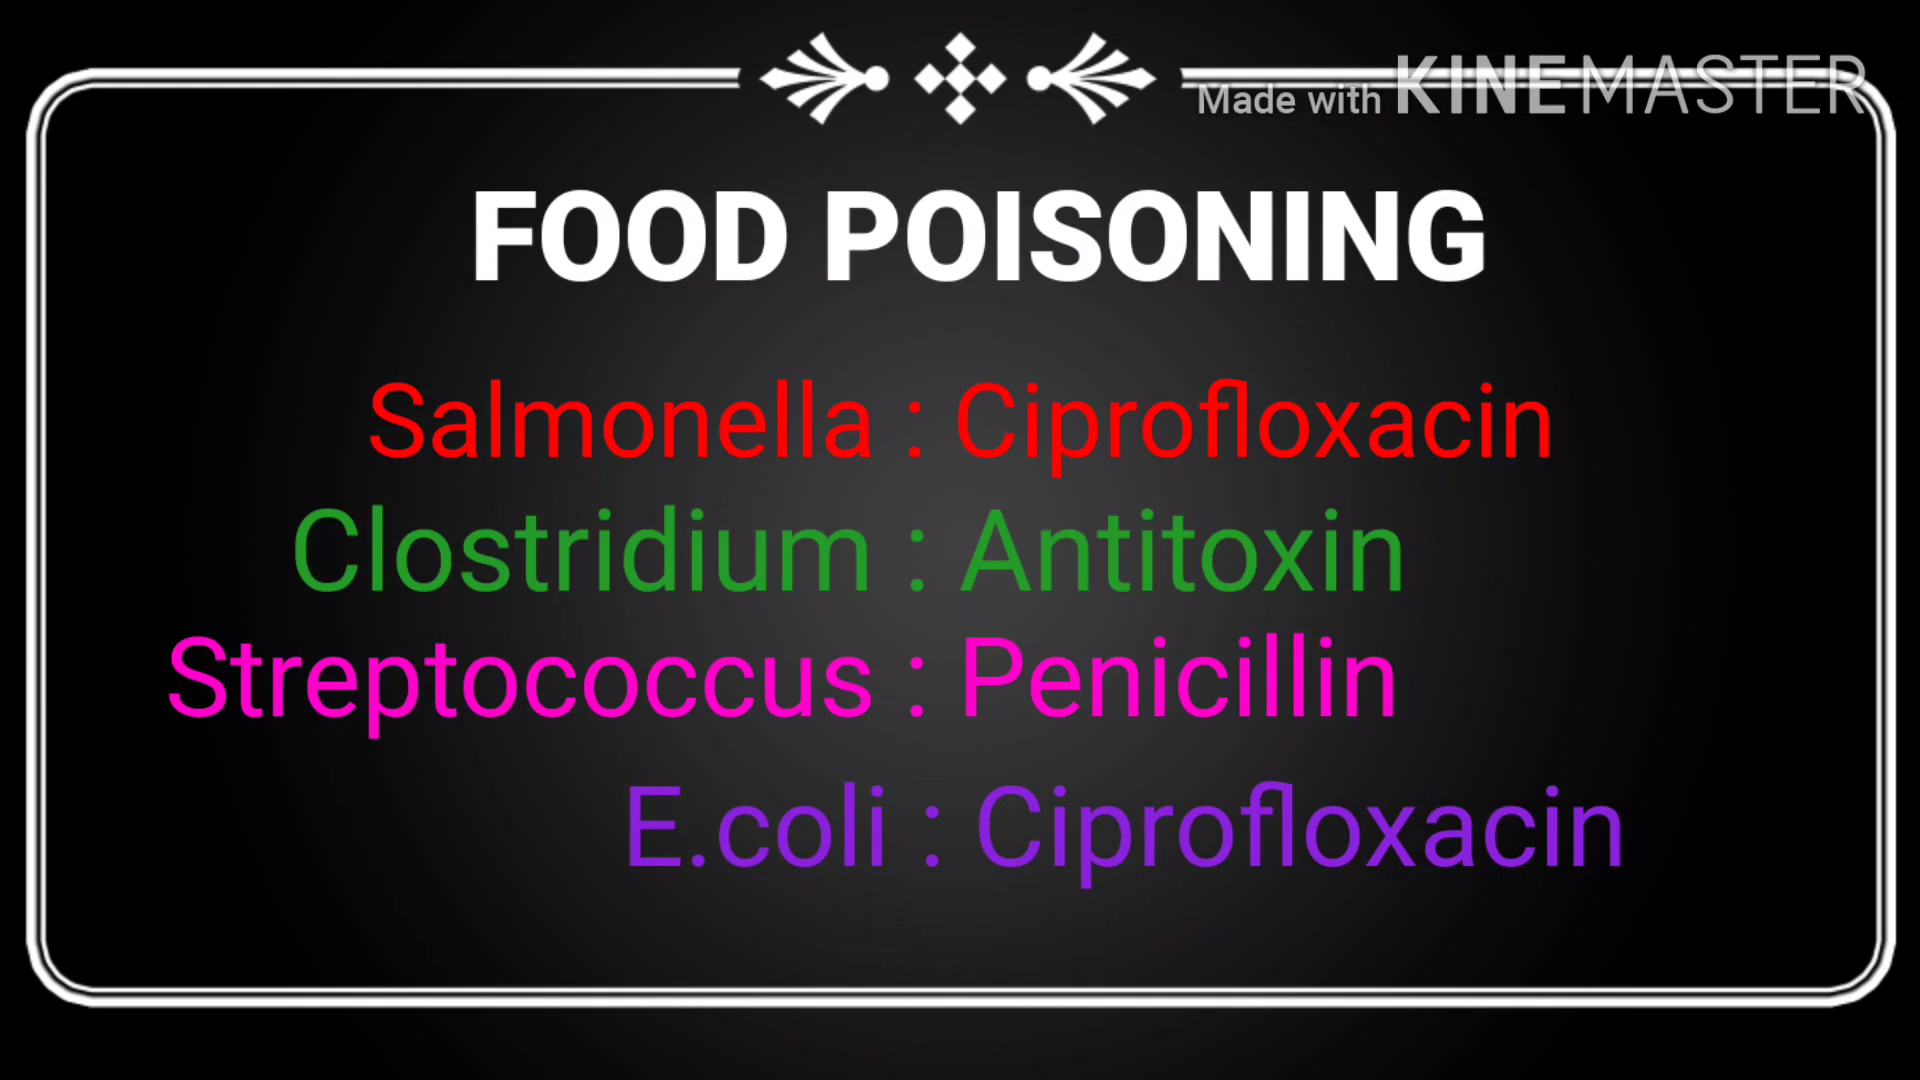 Made with KINEMASTER
FOOD POISONING
Salmonella : Ciprofloxacin
Clostridium : Antitoxin
Streptococcus : Penicillin
E.coli : Ciprofloxacin